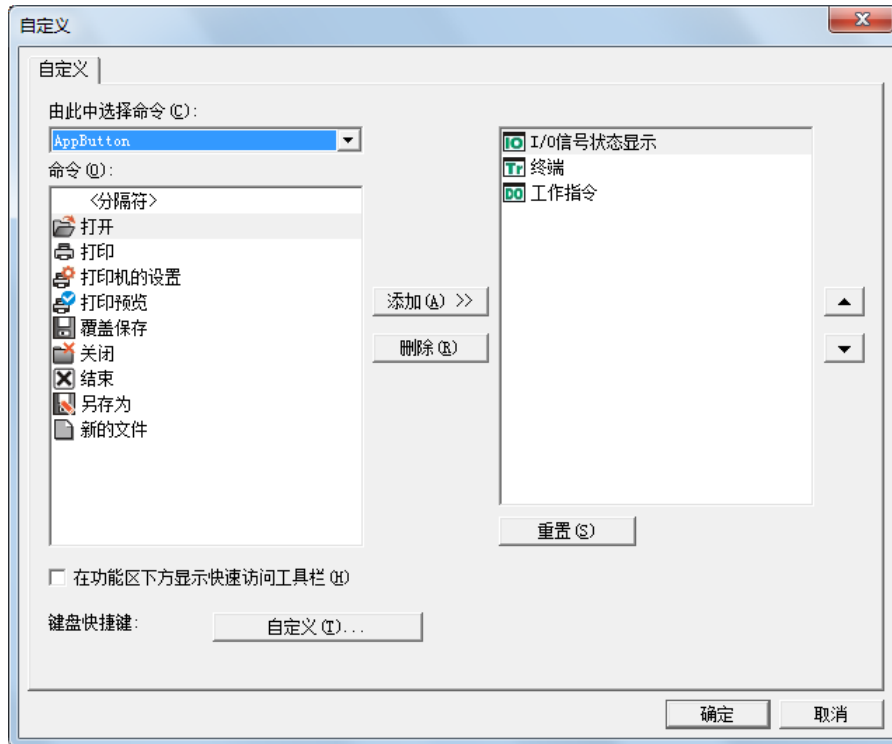 自定义
自定义
由此中选择命令(C):
AppButton
命令(O):
<分隔符>
打开
打印
打印机的设置
打印预览
覆盖保存
关闭
结束
另存为
新的文件
添加(A) >>
删除(R)
IO I/O信号状态显示
Tr 终端
DO 工作指令
重置(S)
在功能区下方显示快速访问工具栏(H)
键盘快捷键:
自定义(T)...
确定
取消